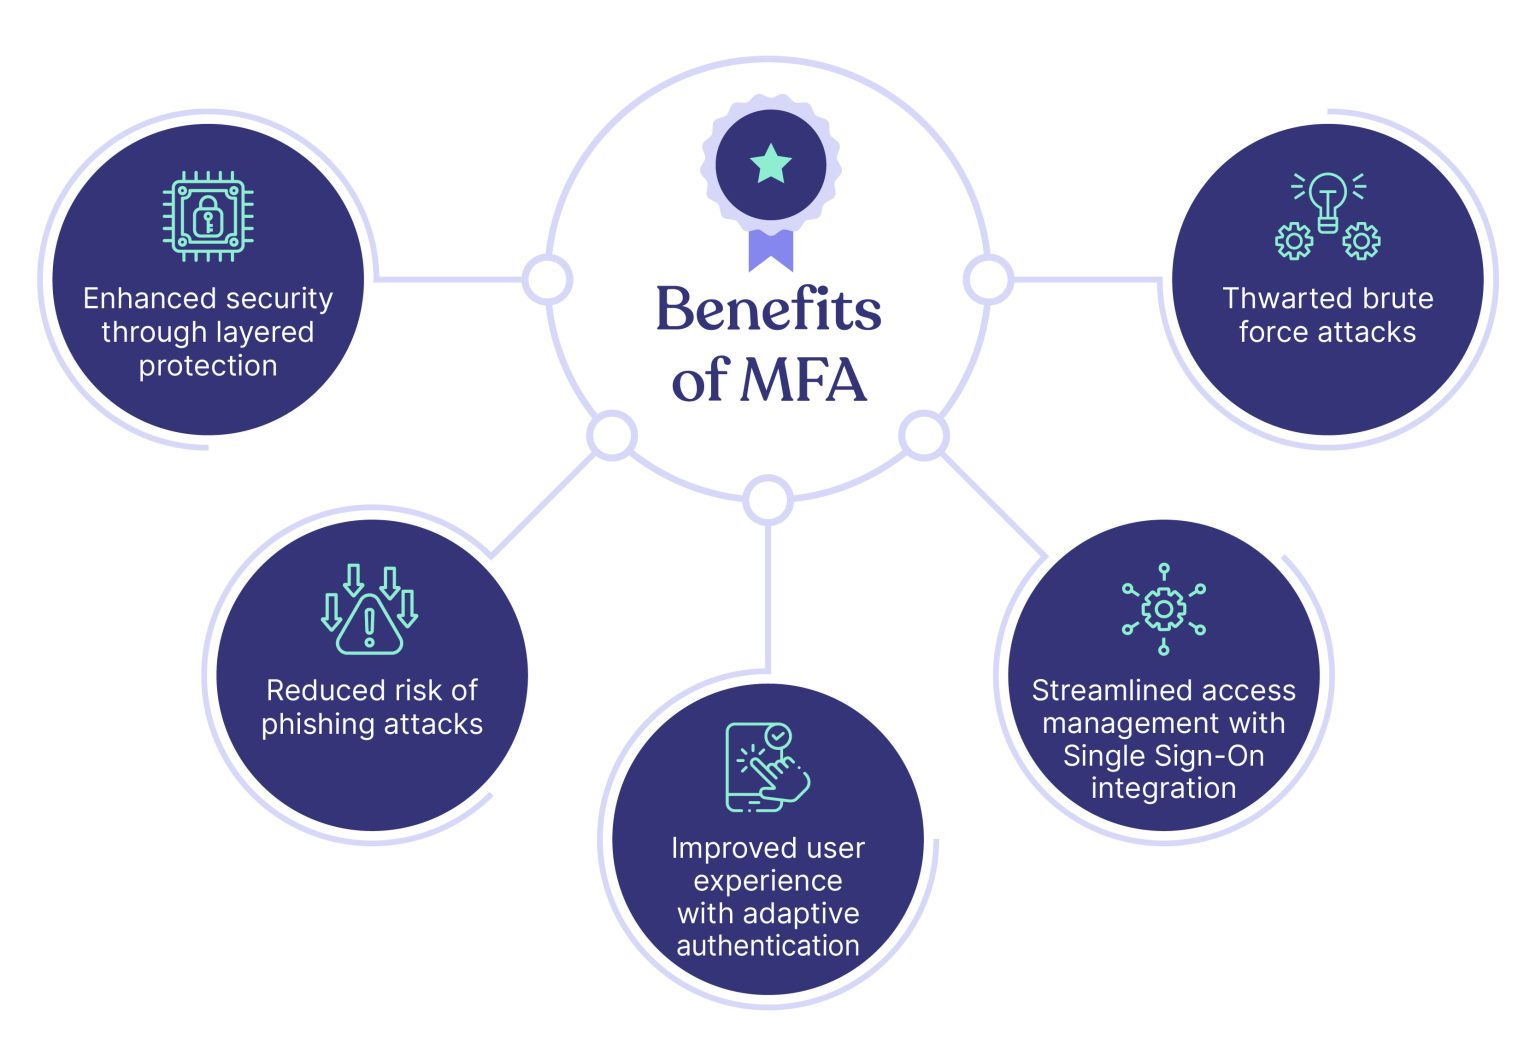 Benefits
of MFA
Enhanced security
through layered
protection
Reduced risk of
phishing attacks
Improved user
experience
with adaptive
authentication
Streamlined access
management with
Single Sign-On
integration
Thwarted brute
force attacks